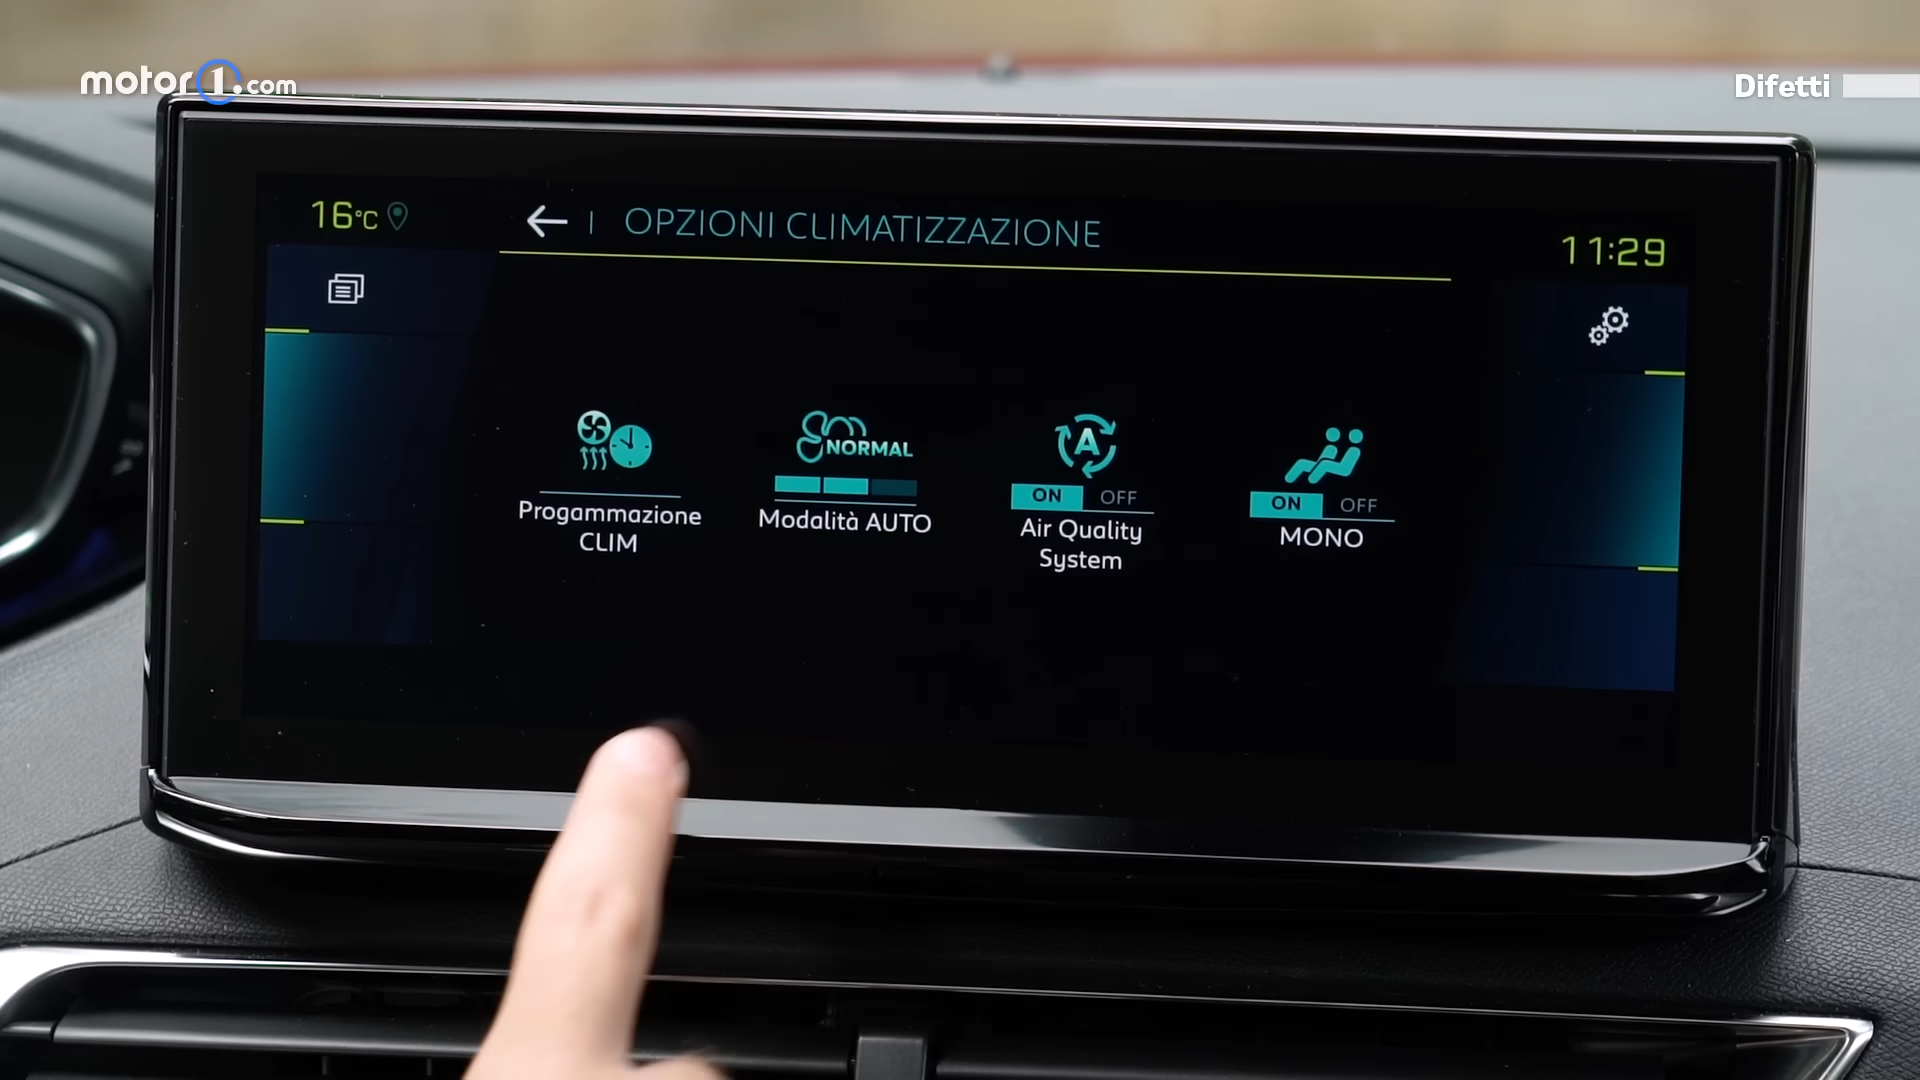 motor1.com
Difetti
16°C
OPZIONI CLIMATIZZAZIONE
11:29
NORMAL
A
ON OFF
ON OFF
Progammazione
CLIM
Modalità AUTO
Air Quality
System
MONO